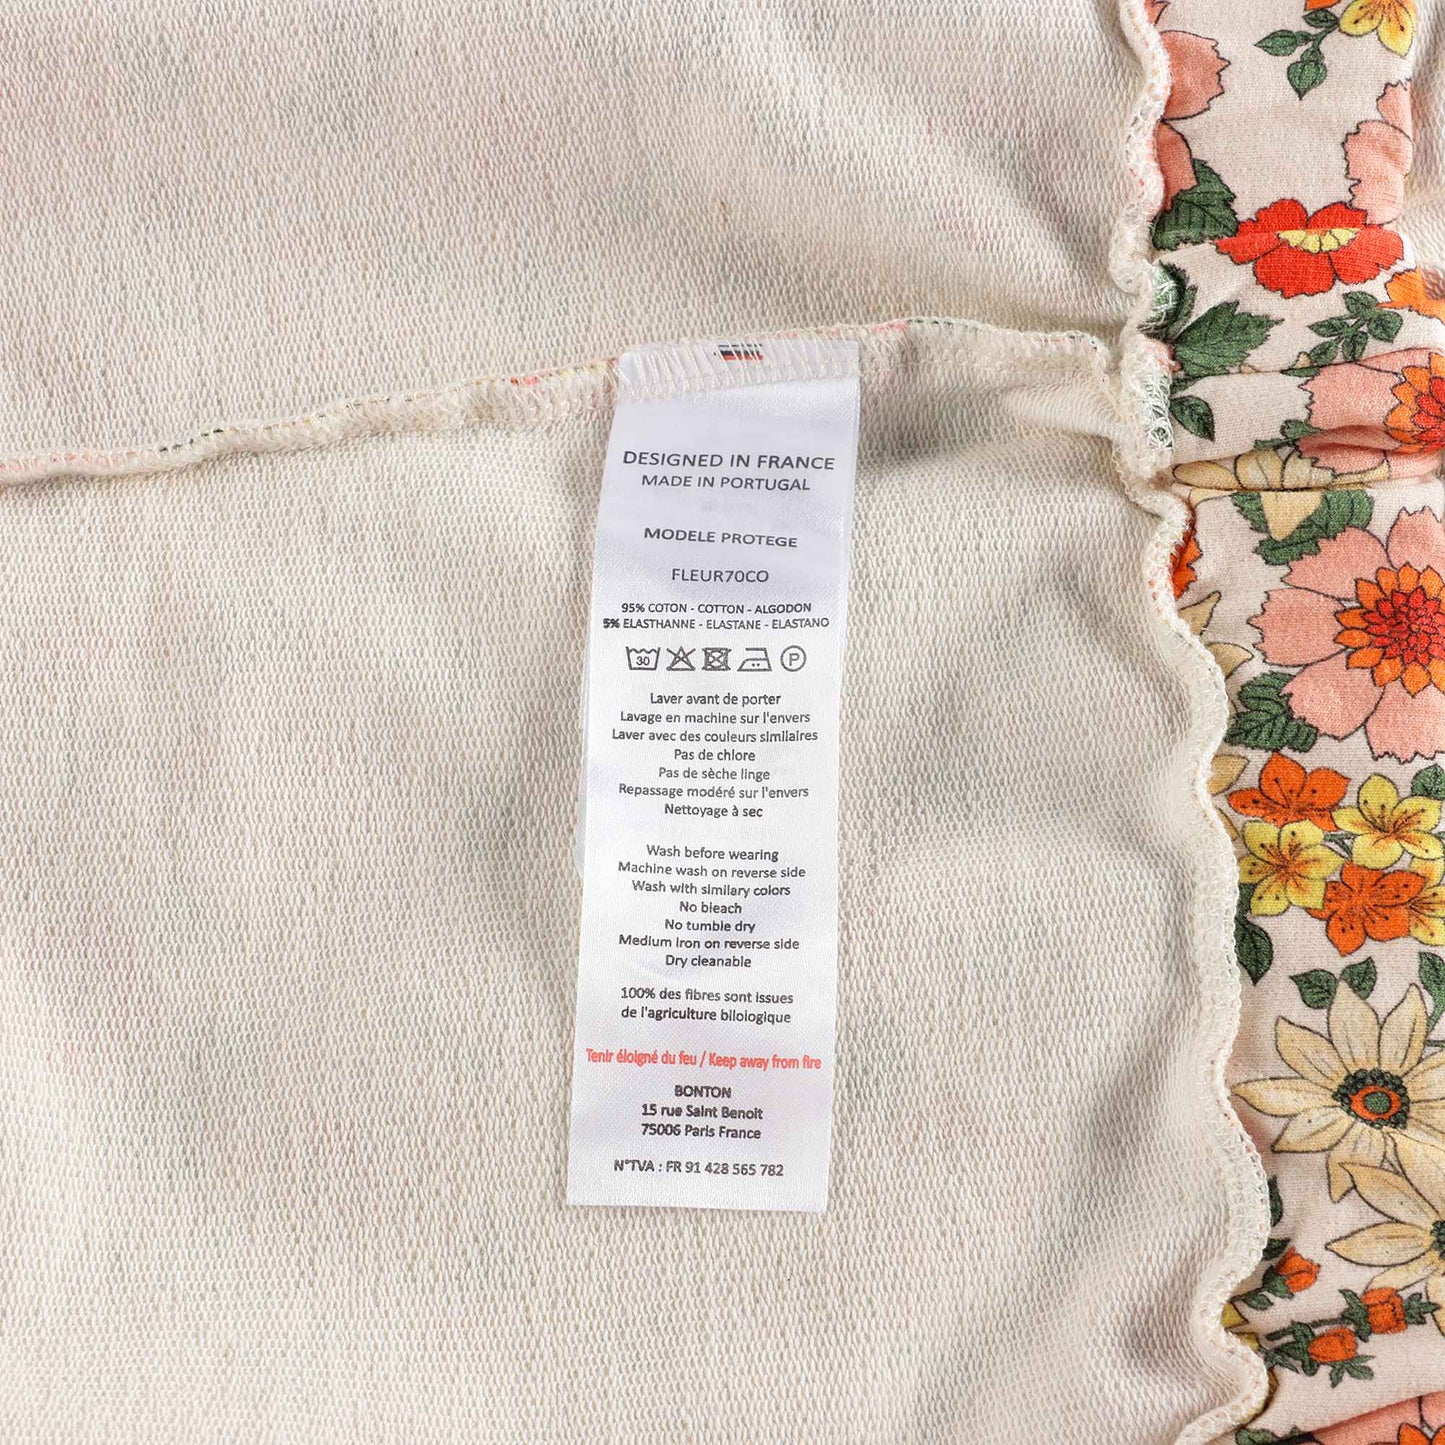 DESIGNED IN FRANCE
MADE IN PORTUGAL
MODELE PROTEGE
FLEUR70CO
95% COTON - COTTON - ALGODON
5% ELASTHANNE - ELASTANE - ELASTANO
30 P
Laver avant de porter
Lavage en machine sur l'envers
Laver avec des couleurs similaires
Pas de chlore
Pas de sèche linge
Repassage modéré sur l'envers
Nettoyage à sec
Wash before wearing
Machine wash on reverse side
Wash with similary colors
No bleach
No tumble dry
Medium iron on reverse side
Dry cleanable
100% des fibres sont issues
de l'agriculture bilologique
Tenir éloigné du feu / Keep away from fire
BONTON
15 rue Saint Benoit
75006 Paris France
N°TVA : FR 91 428 565 782